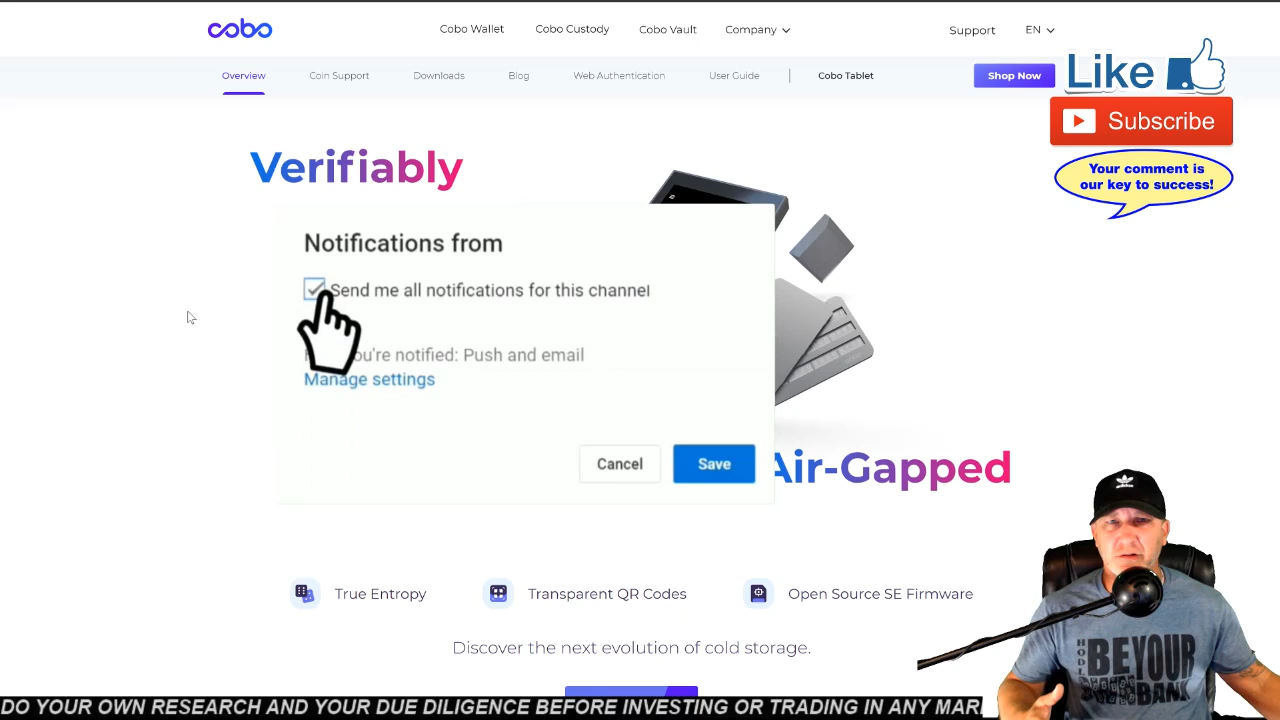 cobo
Cobo Wallet Cobo Custody Cobo Vault Company Support EN
Overview Coin Support Downloads Blog Web Authentication User Guide Cobo Tablet Shop Now
Like
Subscribe
Your comment is
our key to success!
Verifiably
Notifications from
Send me all notifications for this channel
you're notified: Push and email
Manage settings
Cancel Save
Air-Gapped
True Entropy Transparent QR Codes Open Source SE Firmware
Discover the next evolution of cold storage.
adidas
HODL
BE YOUR
BANK
DO YOUR OWN RESEARCH AND YOUR DUE DILIGENCE BEFORE INVESTING OR TRADING IN ANY